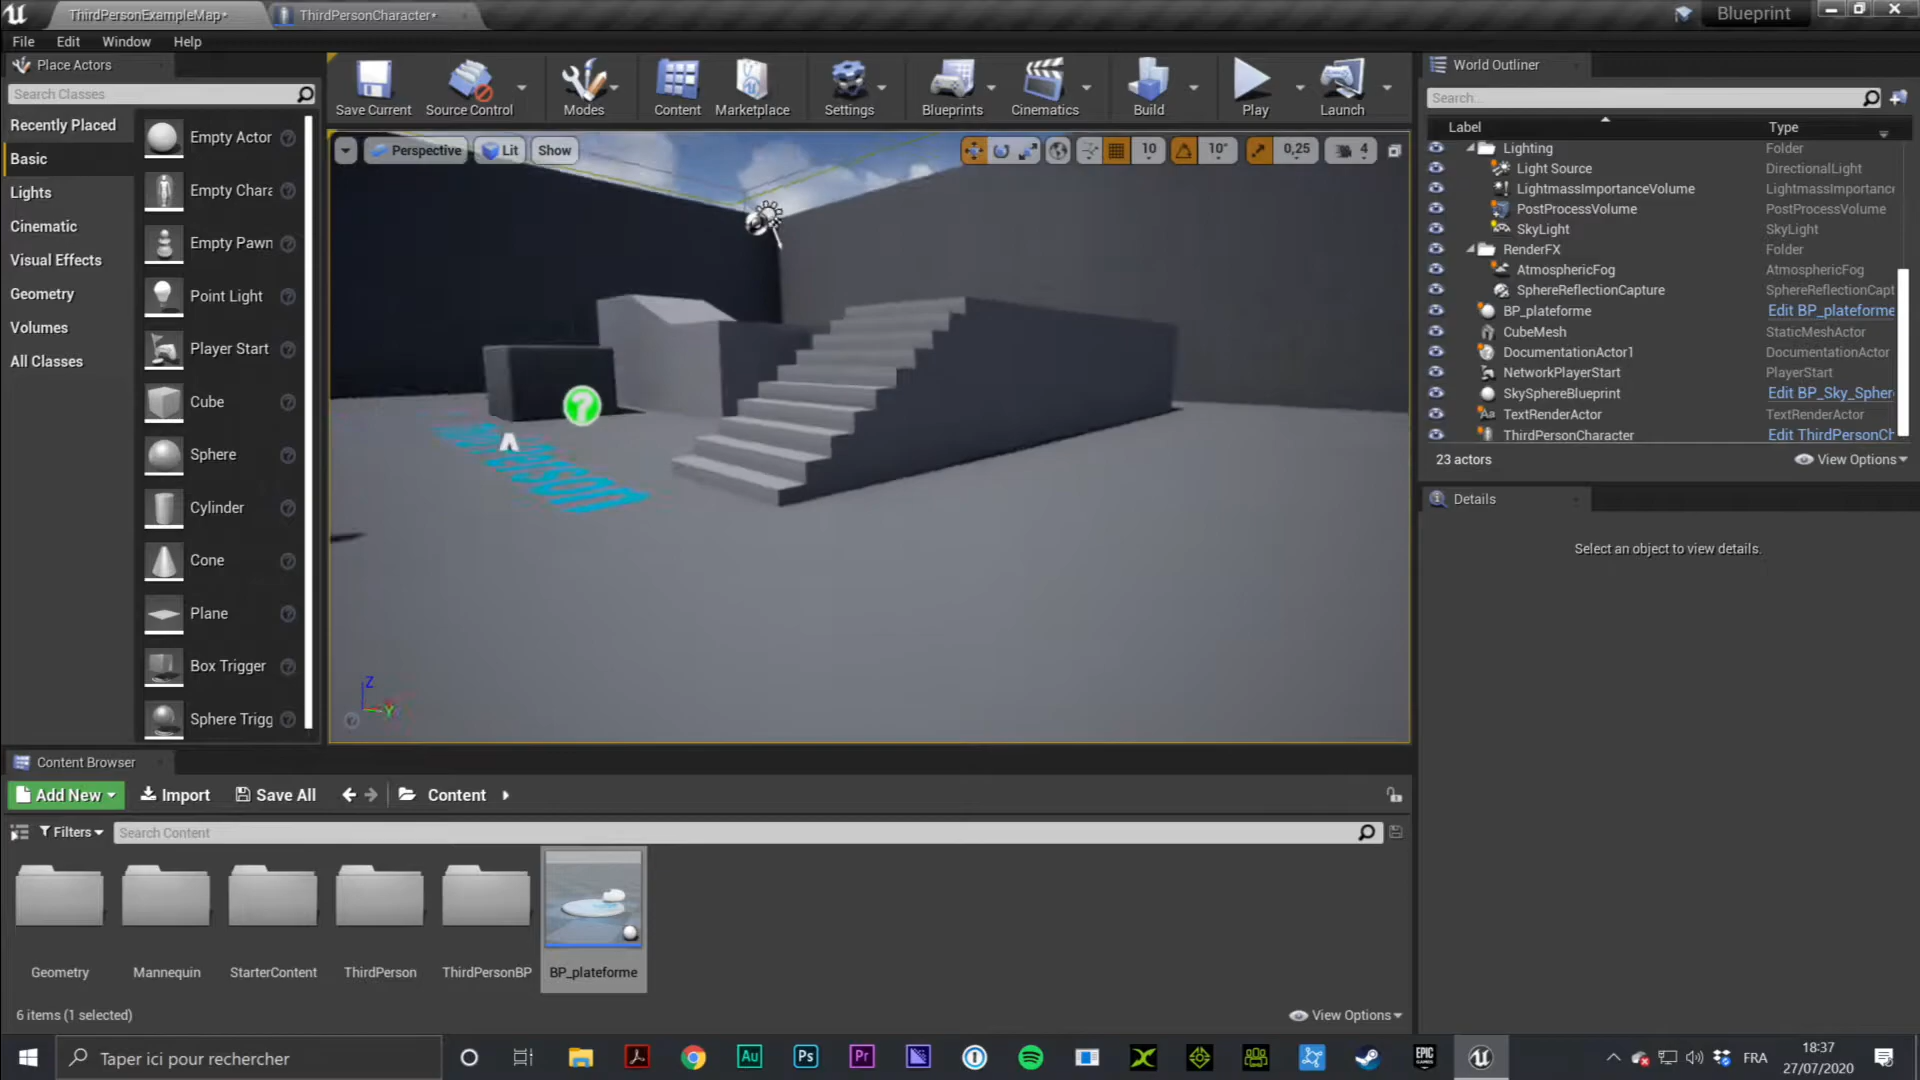 ThirdPersonExampleMap*
ThirdPersonCharacter*
Blueprint
File Edit Window Help
Place Actors
Search Classes
Recently Placed
Basic
Lights
Cinematic
Visual Effects
Geometry
Volumes
All Classes
Empty Actor
Empty Chara
Empty Pawn
Point Light
Player Start
Cube
Sphere
Cylinder
Cone
Plane
Box Trigger
Sphere Trigg
Save Current
Source Control
Modes
Content
Marketplace
Settings
Blueprints
Cinematics
Build
Play
Launch
Perspective
Lit
Show
10
10°
0,25
4
Z
Y
World Outliner
Search...
Label Type
Lighting Folder
Light Source DirectionalLight
LightmassImportanceVolume LightmassImportance
PostProcessVolume PostProcessVolume
SkyLight SkyLight
RenderFX Folder
AtmosphericFog AtmosphericFog
SphereReflectionCapture SphereReflectionCapt
BP_plateforme Edit BP_plateforme
CubeMesh StaticMeshActor
DocumentationActor1 DocumentationActor
NetworkPlayerStart PlayerStart
SkySphereBlueprint Edit BP_Sky_Spher
TextRenderActor TextRenderActor
ThirdPersonCharacter Edit ThirdPersonCh
23 actors
View Options
Details
Select an object to view details.
Content Browser
Add New
Import
Save All
Content
Filters
Search Content
Geometry
Mannequin
StarterContent
ThirdPerson
ThirdPersonBP
BP_plateforme
6 items (1 selected)
View Options
Taper ici pour rechercher
Au
Ps
Pr
EPIC GAMES
FRA
18:37
27/07/2020